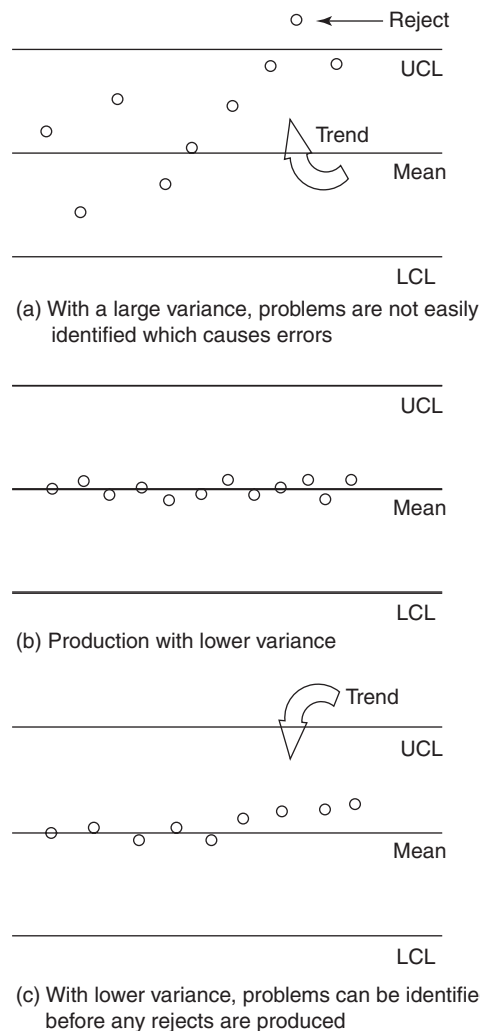 Reject
UCL
Trend
Mean
LCL
(a) With a large variance, problems are not easily
identified which causes errors
UCL
Mean
LCL
(b) Production with lower variance
Trend
UCL
Mean
LCL
(c) With lower variance, problems can be identifie
before any rejects are produced